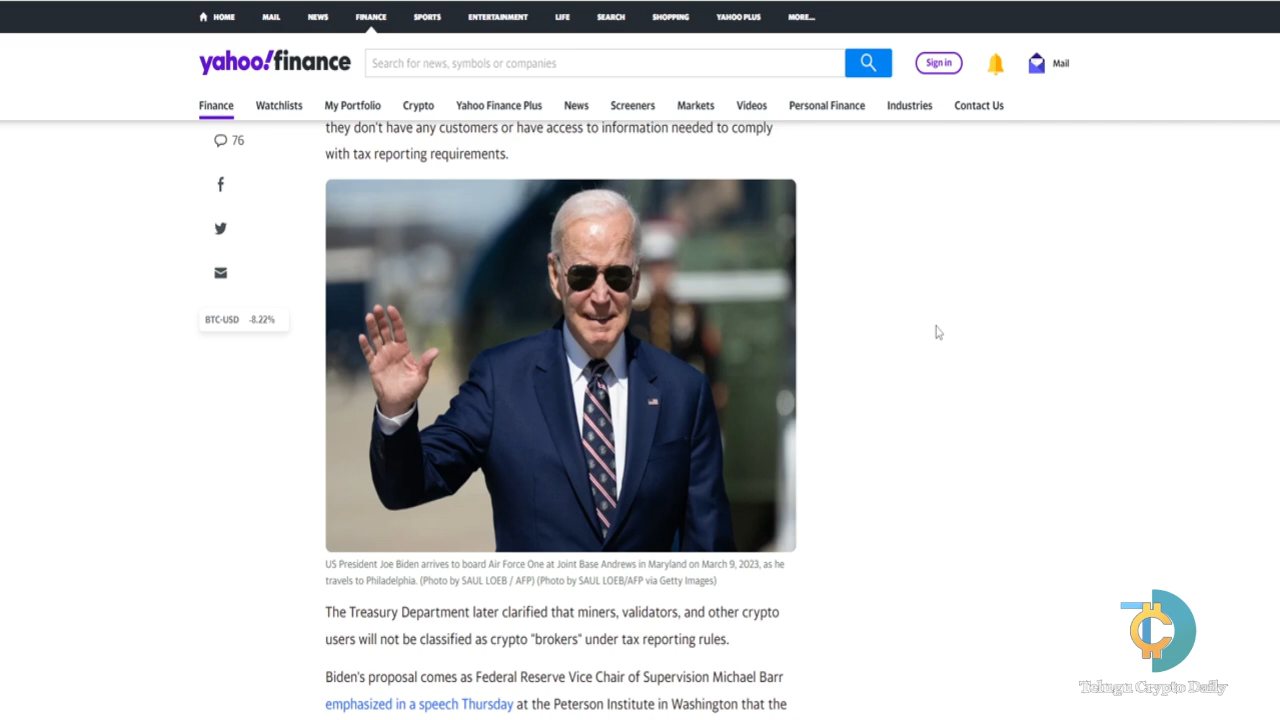 HOME MAIL NEWS FINANCE SPORTS ENTERTAINMENT LIFE SEARCH SHOPPING YAHOO PLUS MORE...
yahoo!finance Search for news, symbols or companies Sign in Mail
Finance Watchlists My Portfolio Crypto Yahoo Finance Plus News Screeners Markets Videos Personal Finance Industries Contact Us
they don't have any customers or have access to information needed to comply
76
with tax reporting requirements.
BTC-USD -8.22%
US President Joe Biden arrives to board Air Force One at Joint Base Andrews in Maryland on March 9, 2023, as he
travels to Philadelphia. (Photo by SAUL LOEB / AFP) (Photo by SAUL LOEB/AFP via Getty Images)
The Treasury Department later clarified that miners, validators, and other crypto
users will not be classified as crypto "brokers" under tax reporting rules.
Biden's proposal comes as Federal Reserve Vice Chair of Supervision Michael Barr
emphasized in a speech Thursday at the Peterson Institute in Washington that the
Telugu Crypto Daily